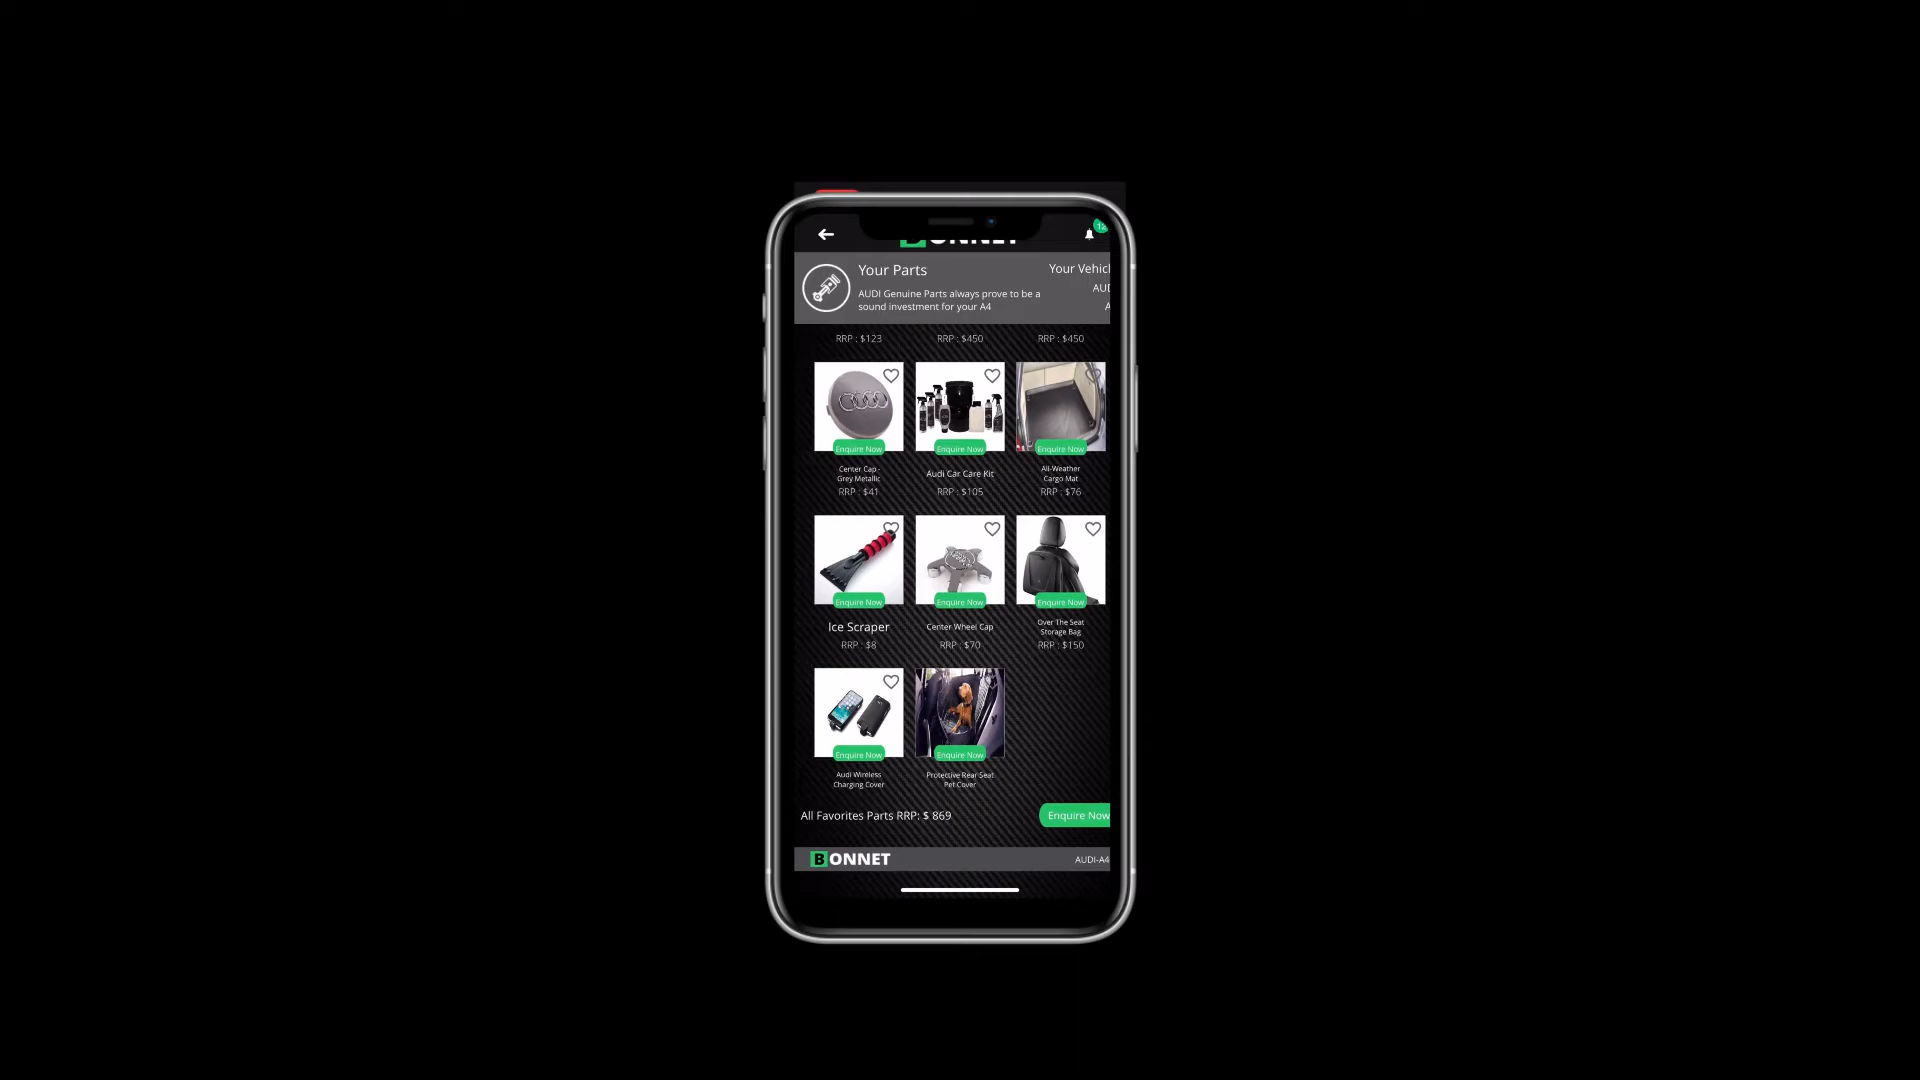 12
BONNET
Your Parts
Your Vehicl
AUDI Genuine Parts always prove to be a
sound investment for your A4
AUD
A
RRP : $123
RRP : $450
RRP : $450
Enquire Now
Enquire Now
Enquire Now
Center Cap -
Grey Metallic
RRP : $41
Audi Car Care Kit
RRP : $105
All-Weather
Cargo Mat
RRP : $76
Enquire Now
Enquire Now
Enquire Now
Ice Scraper
RRP : $8
Center Wheel Cap
RRP : $70
Over The Seat
Storage Bag
RRP : $150
Enquire Now
Enquire Now
Audi Wireless
Charging Cover
Protective Rear Seat
Pet Cover
All Favorites Parts RRP: $ 869
Enquire Now
BONNET
AUDI-A4